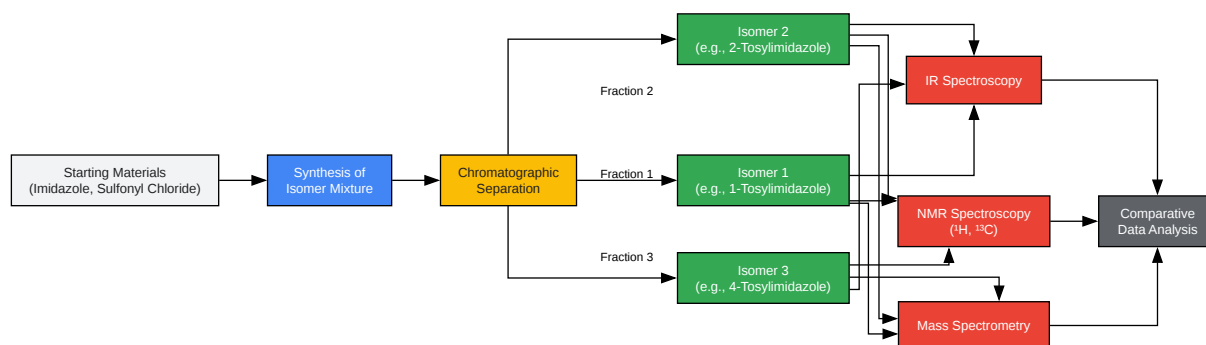 Starting Materials
(Imidazole, Sulfonyl Chloride)
Synthesis of
Isomer Mixture
Chromatographic
Separation
Fraction 2
Fraction 1
Fraction 3
Isomer 2
(e.g., 2-Tosylimidazole)
Isomer 1
(e.g., 1-Tosylimidazole)
Isomer 3
(e.g., 4-Tosylimidazole)
IR Spectroscopy
NMR Spectroscopy
(¹H, ¹³C)
Mass Spectrometry
Comparative
Data Analysis